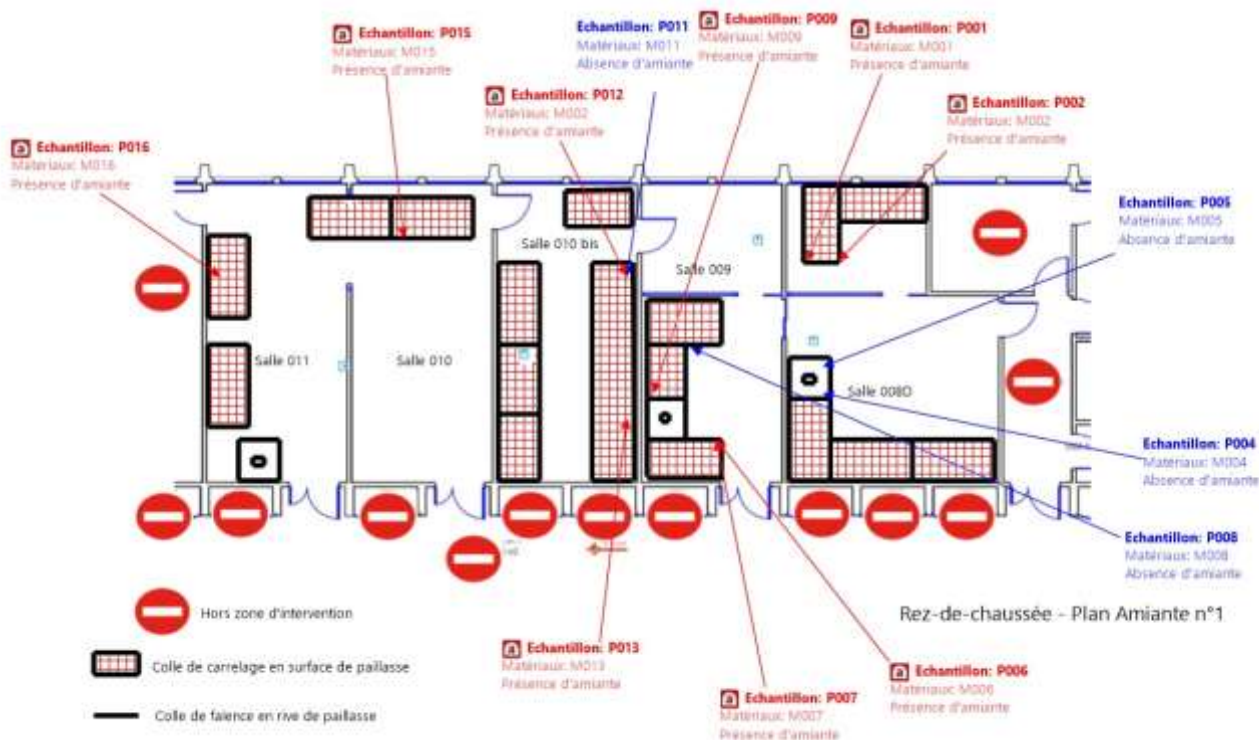 Echantillon: P015
Matériaux: M015
Présence d'amiante
Echantillon: P011
Matériaux: M011
Absence d'amiante
a Echantillon: P009
Matériaux: M009
Présence d'amiante
a Echantillon: P001
Matériaux: M001
Présence d'amiante
a Echantillon: P012
Matériaux: M002
Présence d'amiante
a Echantillon: P002
Matériaux: M002
Présence d'amiante
a Echantillon: P016
Matériaux: M016
Présence d'amiante
Echantillon: P005
Matériaux: M005
Absence d'amiante
Salle 010 bis
Salle 009
Salle 011
Salle 010
Salle 008D
Echantillon: P004
Matériaux: M004
Absence d'amiante
Echantillon: P008
Matériaux: M008
Absence d'amiante
Hors zone d'intervention
Rez-de-chaussée - Plan Amiante n°1
Colle de carrelage en surface de paillasse
a Echantillon: P013
Matériaux: M013
Présence d'amiante
a Echantillon: P006
Matériaux: M006
Présence d'amiante
a Echantillon: P007
Matériaux: M007
Présence d'amiante
Colle de faïence en rive de paillasse